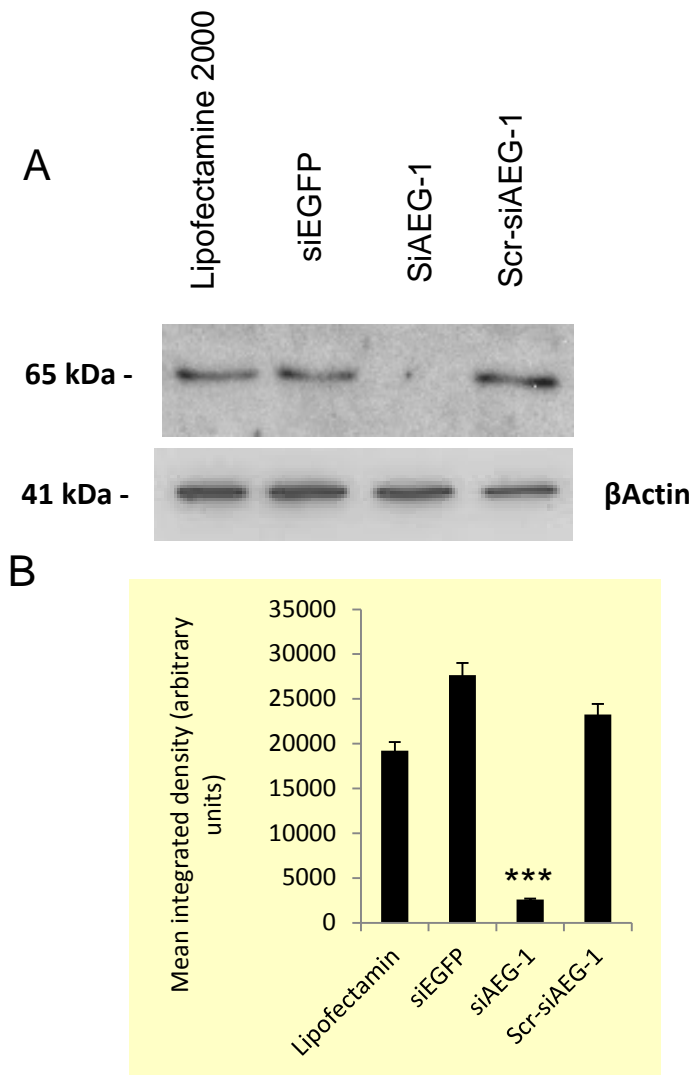 A
Lipofectamine 2000
siEGFP
SiAEG-1
Scr-siAEG-1
65 kDa -
41 kDa -
βActin
B
Mean integrated density (arbitrary
units)
35000
30000
25000
20000
15000
10000
5000
0
***
Lipofectamin
siEGFP
siAEG-1
Scr-siAEG-1